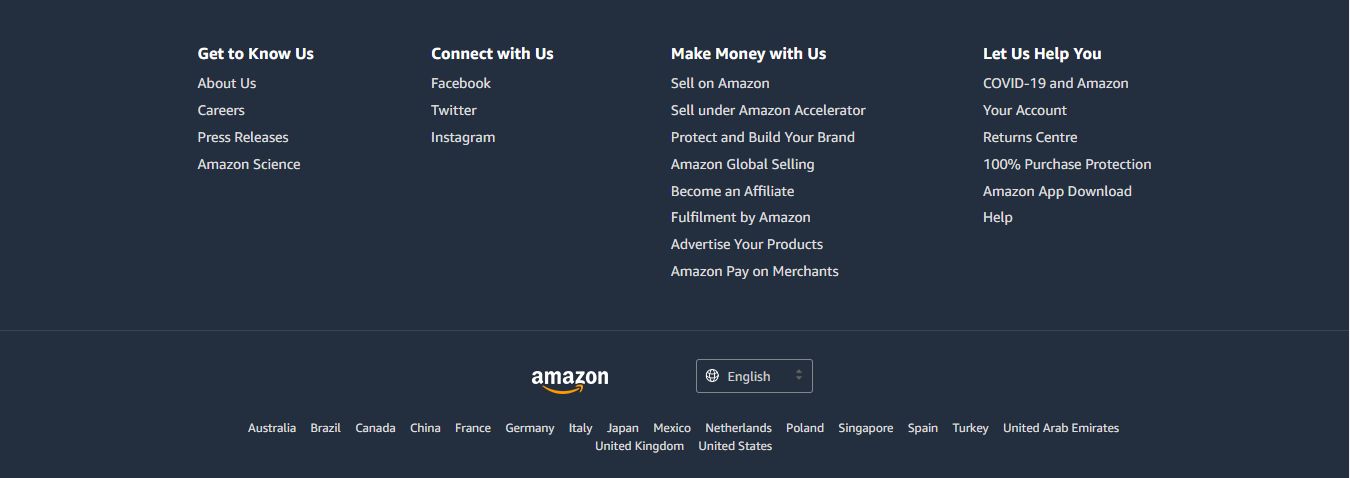 Get to Know Us
About Us
Careers
Press Releases
Amazon Science
Connect with Us
Facebook
Twitter
Instagram
Make Money with Us
Sell on Amazon
Sell under Amazon Accelerator
Protect and Build Your Brand
Amazon Global Selling
Become an Affiliate
Fulfilment by Amazon
Advertise Your Products
Amazon Pay on Merchants
Let Us Help You
COVID-19 and Amazon
Your Account
Returns Centre
100% Purchase Protection
Amazon App Download
Help
amazon
English
Australia Brazil Canada China France Germany Italy Japan Mexico Netherlands Poland Singapore Spain Turkey United Arab Emirates
United Kingdom United States